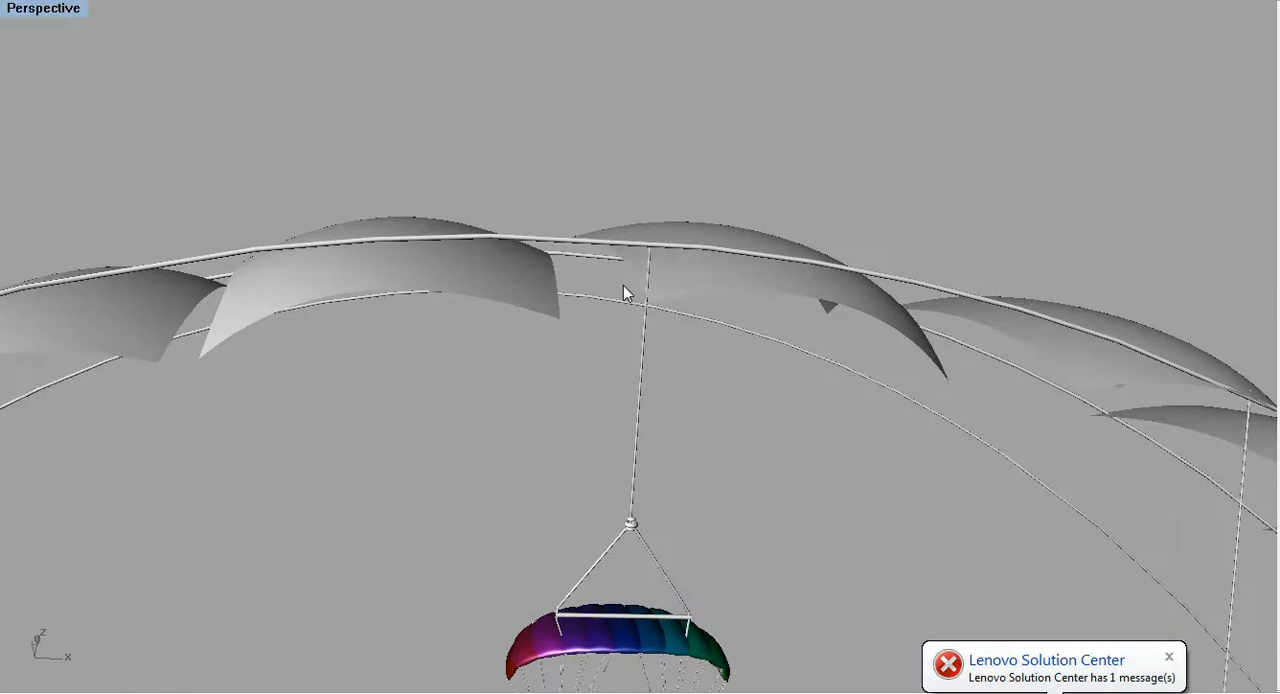 Perspective
z
x
Lenovo Solution Center
Lenovo Solution Center has 1 message(s)